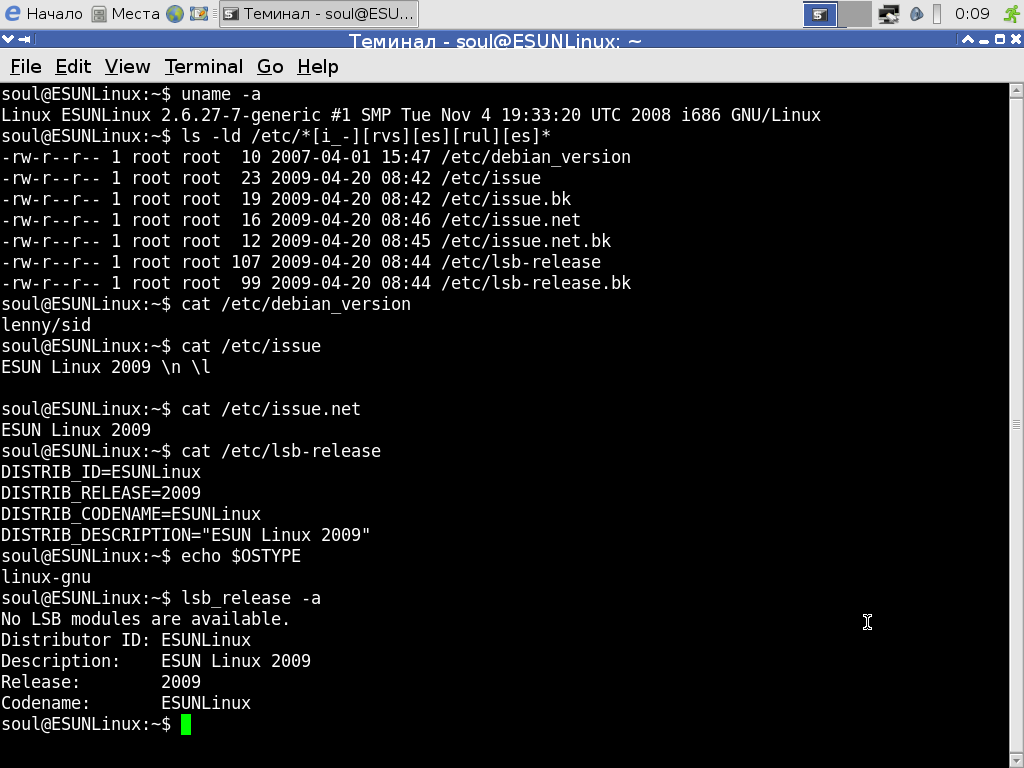 Начало Места Теминал - soul@ESU... 0:09
Теминал - soul@ESUNLinux: ~
File Edit View Terminal Go Help
soul@ESUNLinux:~$ uname -a
Linux ESUNLinux 2.6.27-7-generic #1 SMP Tue Nov 4 19:33:20 UTC 2008 i686 GNU/Linux
soul@ESUNLinux:~$ ls -ld /etc/*[i_-][rvs][es][rul][es]*
-rw-r--r-- 1 root root  10 2007-04-01 15:47 /etc/debian_version
-rw-r--r-- 1 root root  23 2009-04-20 08:42 /etc/issue
-rw-r--r-- 1 root root  19 2009-04-20 08:42 /etc/issue.bk
-rw-r--r-- 1 root root  16 2009-04-20 08:46 /etc/issue.net
-rw-r--r-- 1 root root  12 2009-04-20 08:45 /etc/issue.net.bk
-rw-r--r-- 1 root root 107 2009-04-20 08:44 /etc/lsb-release
-rw-r--r-- 1 root root  99 2009-04-20 08:44 /etc/lsb-release.bk
soul@ESUNLinux:~$ cat /etc/debian_version
lenny/sid
soul@ESUNLinux:~$ cat /etc/issue
ESUN Linux 2009 \n \l
soul@ESUNLinux:~$ cat /etc/issue.net
ESUN Linux 2009
soul@ESUNLinux:~$ cat /etc/lsb-release
DISTRIB_ID=ESUNLinux
DISTRIB_RELEASE=2009
DISTRIB_CODENAME=ESUNLinux
DISTRIB_DESCRIPTION="ESUN Linux 2009"
soul@ESUNLinux:~$ echo $OSTYPE
linux-gnu
soul@ESUNLinux:~$ lsb_release -a
No LSB modules are available.
Distributor ID: ESUNLinux
Description:    ESUN Linux 2009
Release:        2009
Codename:       ESUNLinux
soul@ESUNLinux:~$